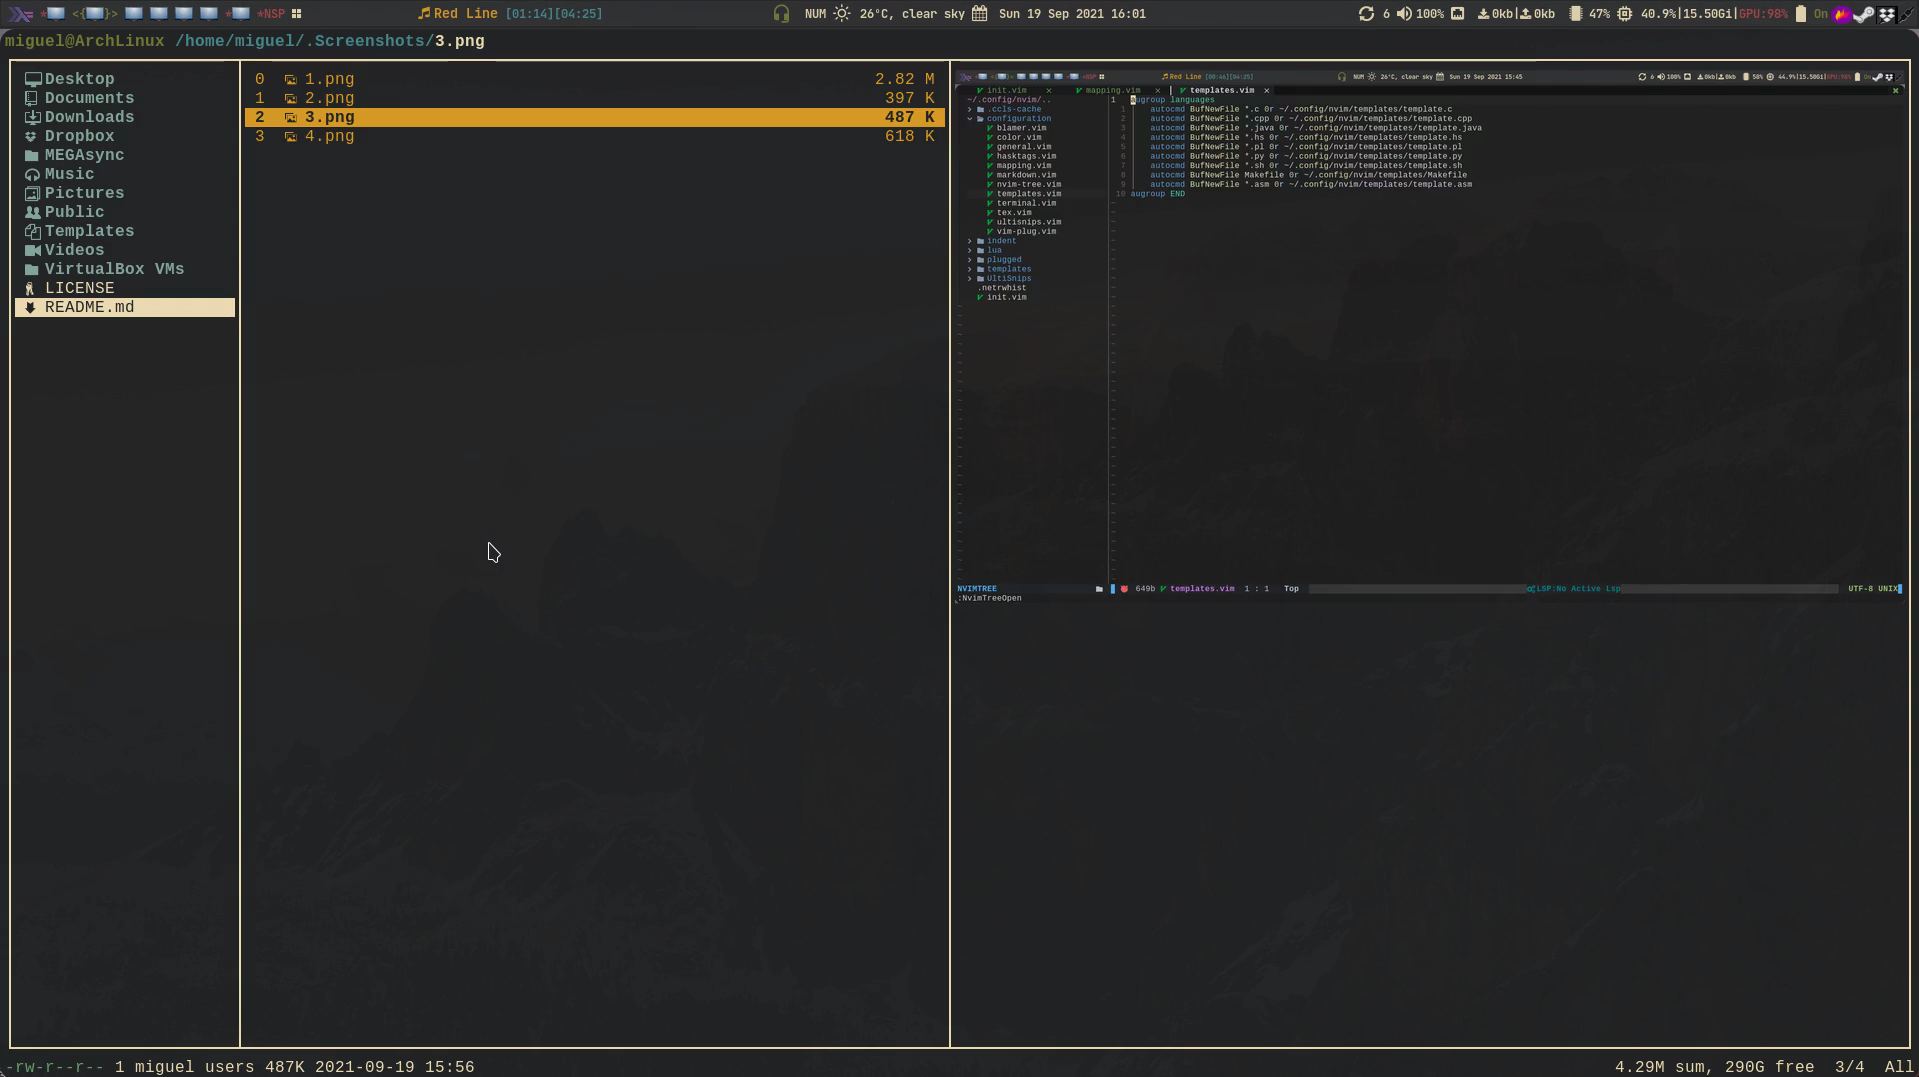 *NSP Red Line [01:14][04:25] NUM 26°C, clear sky Sun 19 Sep 2021 16:01 6 100% 0kb|0kb 47% 40.9%|15.50Gi|GPU:98% On
miguel@ArchLinux /home/miguel/.Screenshots/3.png
Desktop
Documents
Downloads
Dropbox
MEGAsync
Music
Pictures
Public
Templates
Videos
VirtualBox VMs
LICENSE
README.md
0 1.png 2.82 M
1 2.png 397 K
2 3.png 487 K
3 4.png 618 K
*NSP Red Line [00:46][04:25] NUM 26°C, clear sky Sun 19 Sep 2021 15:45 6 100% 0kb|0kb 50% 44.9%|15.50Gi|GPU:98% On
init.vim mapping.vim templates.vim
~/.config/nvim/..
.ccls-cache
configuration
blamer.vim
color.vim
general.vim
hasktags.vim
mapping.vim
markdown.vim
nvim-tree.vim
templates.vim
terminal.vim
tex.vim
ultisnips.vim
vim-plug.vim
indent
lua
plugged
templates
UltiSnips
.netrwhist
init.vim
1 augroup languages
1 autocmd BufNewFile *.c 0r ~/.config/nvim/templates/template.c
2 autocmd BufNewFile *.cpp 0r ~/.config/nvim/templates/template.cpp
3 autocmd BufNewFile *.java 0r ~/.config/nvim/templates/template.java
4 autocmd BufNewFile *.hs 0r ~/.config/nvim/templates/template.hs
5 autocmd BufNewFile *.pl 0r ~/.config/nvim/templates/template.pl
6 autocmd BufNewFile *.py 0r ~/.config/nvim/templates/template.py
7 autocmd BufNewFile *.sh 0r ~/.config/nvim/templates/template.sh
8 autocmd BufNewFile Makefile 0r ~/.config/nvim/templates/Makefile
9 autocmd BufNewFile *.asm 0r ~/.config/nvim/templates/template.asm
10 augroup END
NVIMTREE 649b templates.vim 1 : 1 Top LSP:No Active Lsp UTF-8 UNIX
:NvimTreeOpen
-rw-r--r-- 1 miguel users 487K 2021-09-19 15:56 4.29M sum, 290G free 3/4 All